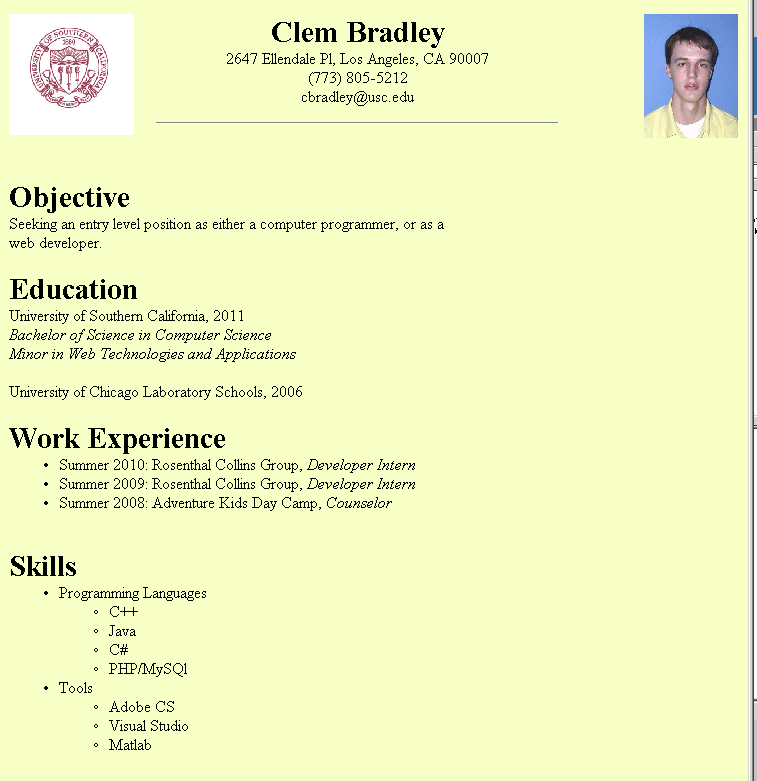 UNIVERSITY OF SOUTHERN CALIFORNIA
1880
Clem Bradley
2647 Ellendale Pl, Los Angeles, CA 90007
(773) 805-5212
cbradley@usc.edu
Objective
Seeking an entry level position as either a computer programmer, or as a
web developer.
Education
University of Southern California, 2011
Bachelor of Science in Computer Science
Minor in Web Technologies and Applications
University of Chicago Laboratory Schools, 2006
Work Experience
• Summer 2010: Rosenthal Collins Group, Developer Intern
• Summer 2009: Rosenthal Collins Group, Developer Intern
• Summer 2008: Adventure Kids Day Camp, Counselor
Skills
• Programming Languages
◦ C++
◦ Java
◦ C#
◦ PHP/MySQl
• Tools
◦ Adobe CS
◦ Visual Studio
◦ Matlab